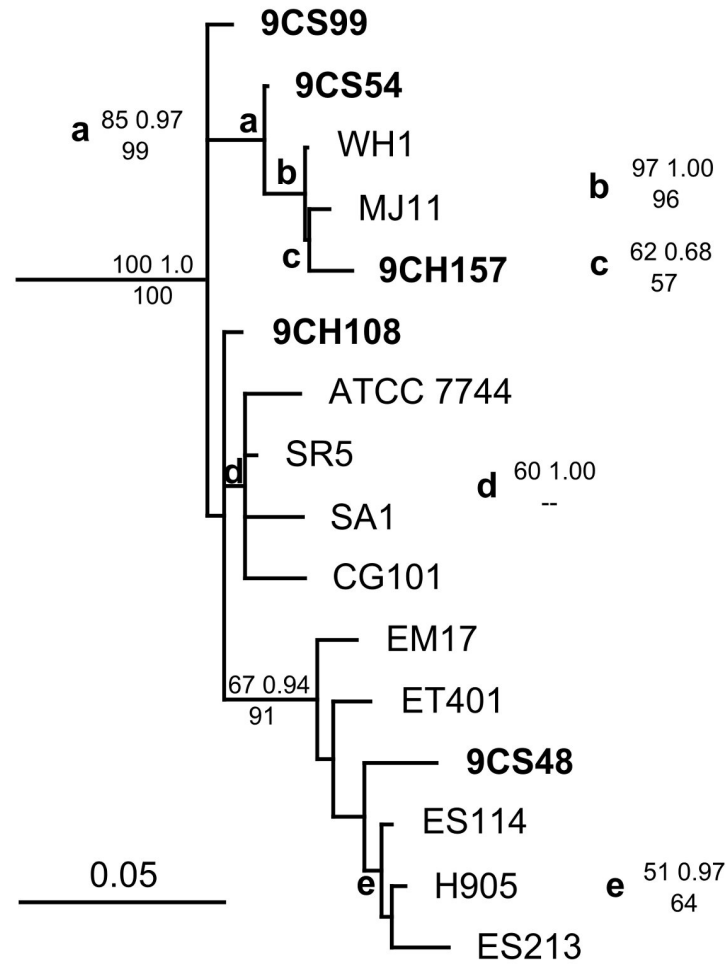 9CS99
9CS54
a 85 0.97
99
a
WH1
b
b 97 1.00
96
MJ11
c
9CH157
c 62 0.68
57
100 1.0
100
9CH108
ATCC 7744
SR5
d
d 60 1.00
--
SA1
CG101
EM17
67 0.94
91
ET401
9CS48
ES114
0.05
e
H905
e 51 0.97
64
ES213